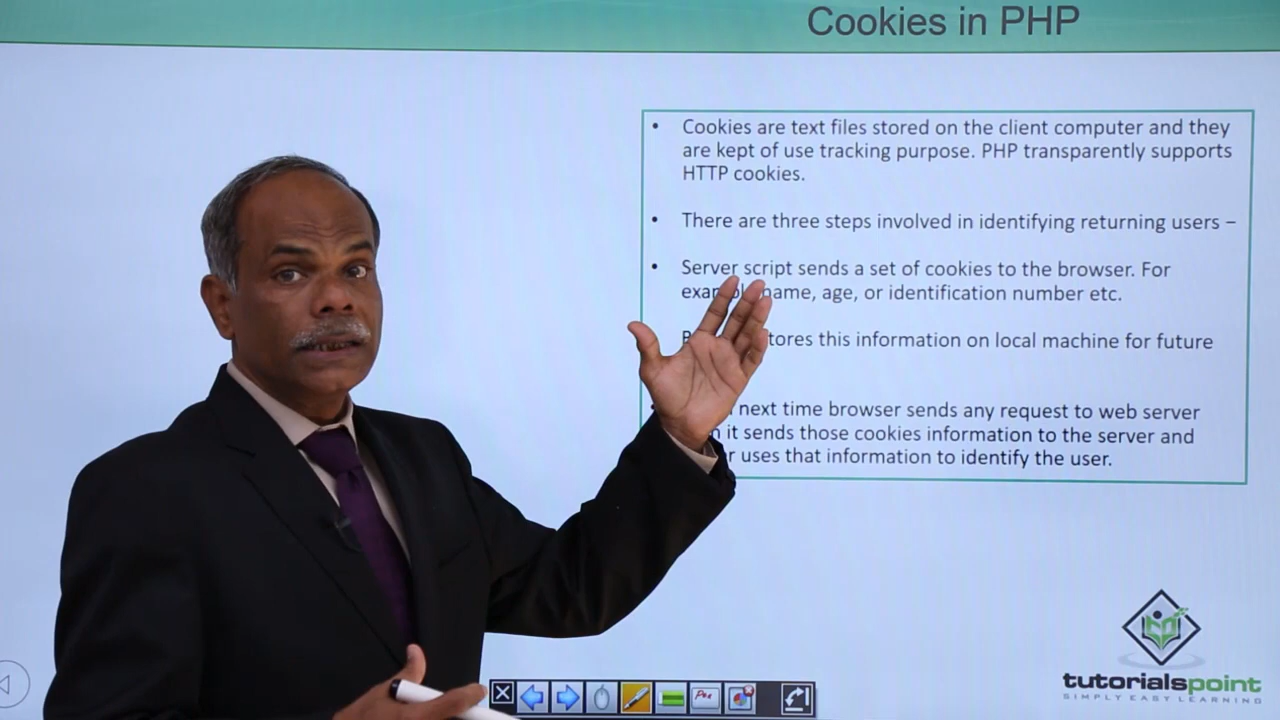 Cookies in PHP
• Cookies are text files stored on the client computer and they
are kept of use tracking purpose. PHP transparently supports
HTTP cookies.
• There are three steps involved in identifying returning users –
• Server script sends a set of cookies to the browser. For
name, age, or identification number etc.
this information on local machine for future
next time browser sends any request to web server
it sends those cookies information to the server and
uses that information to identify the user.
tutorialspoint
SIMPLY EASY LEARNING